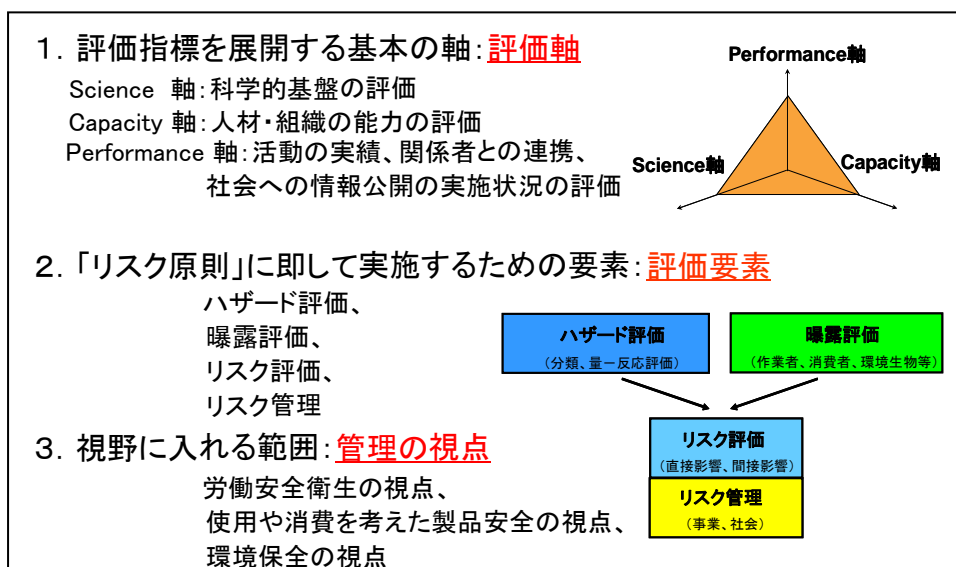 １．評価指標を展開する基本の軸：評価軸
Science 軸：科学的基盤の評価
Capacity 軸：人材・組織の能力の評価
Performance 軸：活動の実績、関係者との連携、
社会への情報公開の実施状況の評価
Performance軸
Science軸
Capacity軸
２．「リスク原則」に即して実施するための要素：評価要素
ハザード評価、
曝露評価、
リスク評価、
リスク管理
ハザード評価
（分類、量－反応評価）
曝露評価
（作業者、消費者、環境生物等）
リスク評価
（直接影響、間接影響）
リスク管理
（事業、社会）
３．視野に入れる範囲：管理の視点
労働安全衛生の視点、
使用や消費を考えた製品安全の視点、
環境保全の視点